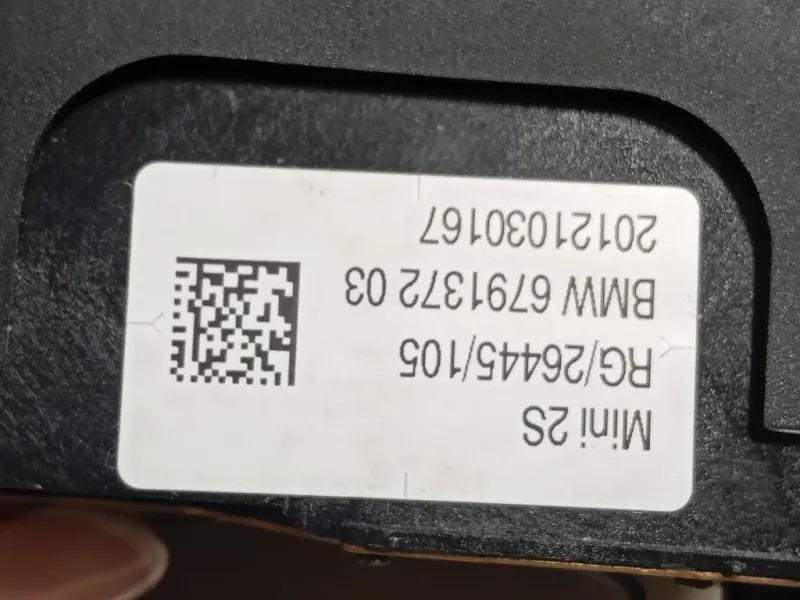 Mini 2S
RG/26445/105
BMW 6791372 03
20121030167